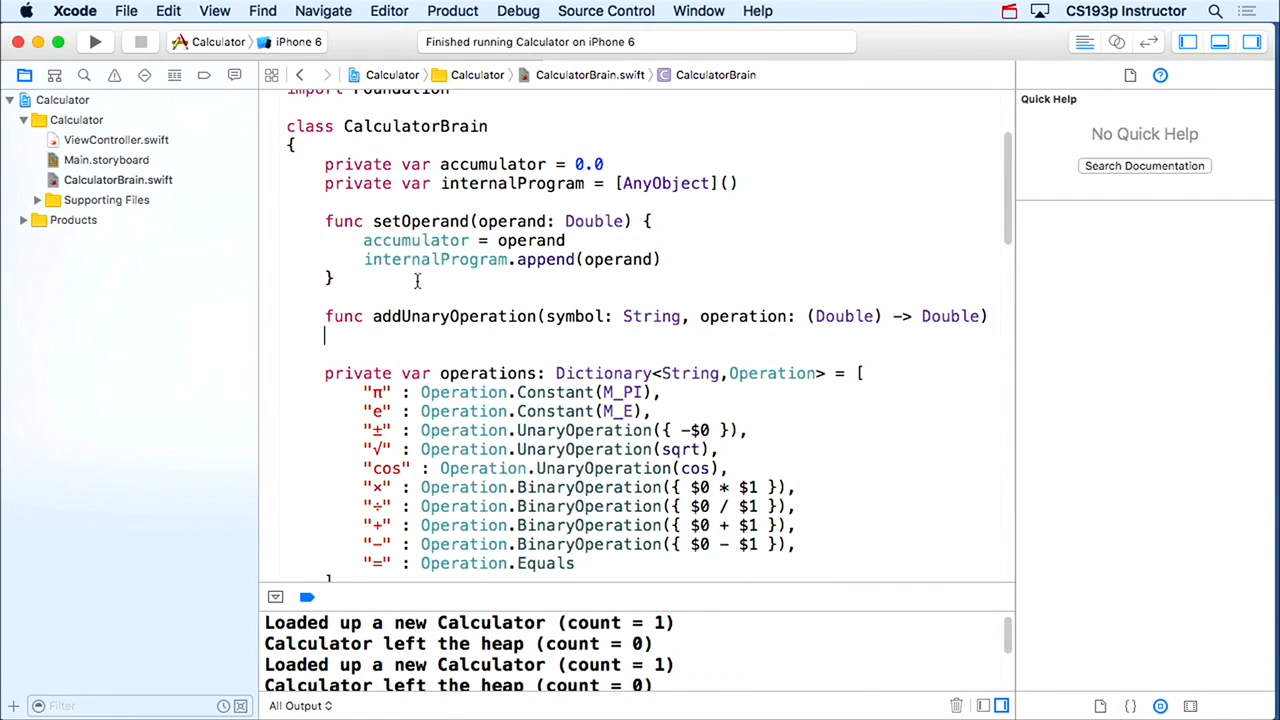 Xcode File Edit View Find Navigate Editor Product Debug Source Control Window Help CS193p Instructor
Calculator iPhone 6 Finished running Calculator on iPhone 6
Calculator Calculator CalculatorBrain.swift C CalculatorBrain
Calculator
Calculator
ViewController.swift
Main.storyboard
CalculatorBrain.swift
Supporting Files
Products
import Foundation
class CalculatorBrain
{
private var accumulator = 0.0
private var internalProgram = [AnyObject]()
func setOperand(operand: Double) {
accumulator = operand
internalProgram.append(operand)
}
func addUnaryOperation(symbol: String, operation: (Double) -> Double)
private var operations: Dictionary<String,Operation> = [
"π" : Operation.Constant(M_PI),
"e" : Operation.Constant(M_E),
"±" : Operation.UnaryOperation({ -$0 }),
"√" : Operation.UnaryOperation(sqrt),
"cos" : Operation.UnaryOperation(cos),
"×" : Operation.BinaryOperation({ $0 * $1 }),
"÷" : Operation.BinaryOperation({ $0 / $1 }),
"+" : Operation.BinaryOperation({ $0 + $1 }),
"−" : Operation.BinaryOperation({ $0 - $1 }),
"=" : Operation.Equals
]
Quick Help
No Quick Help
Search Documentation
Loaded up a new Calculator (count = 1)
Calculator left the heap (count = 0)
Loaded up a new Calculator (count = 1)
Calculator left the heap (count = 0)
Filter
All Output